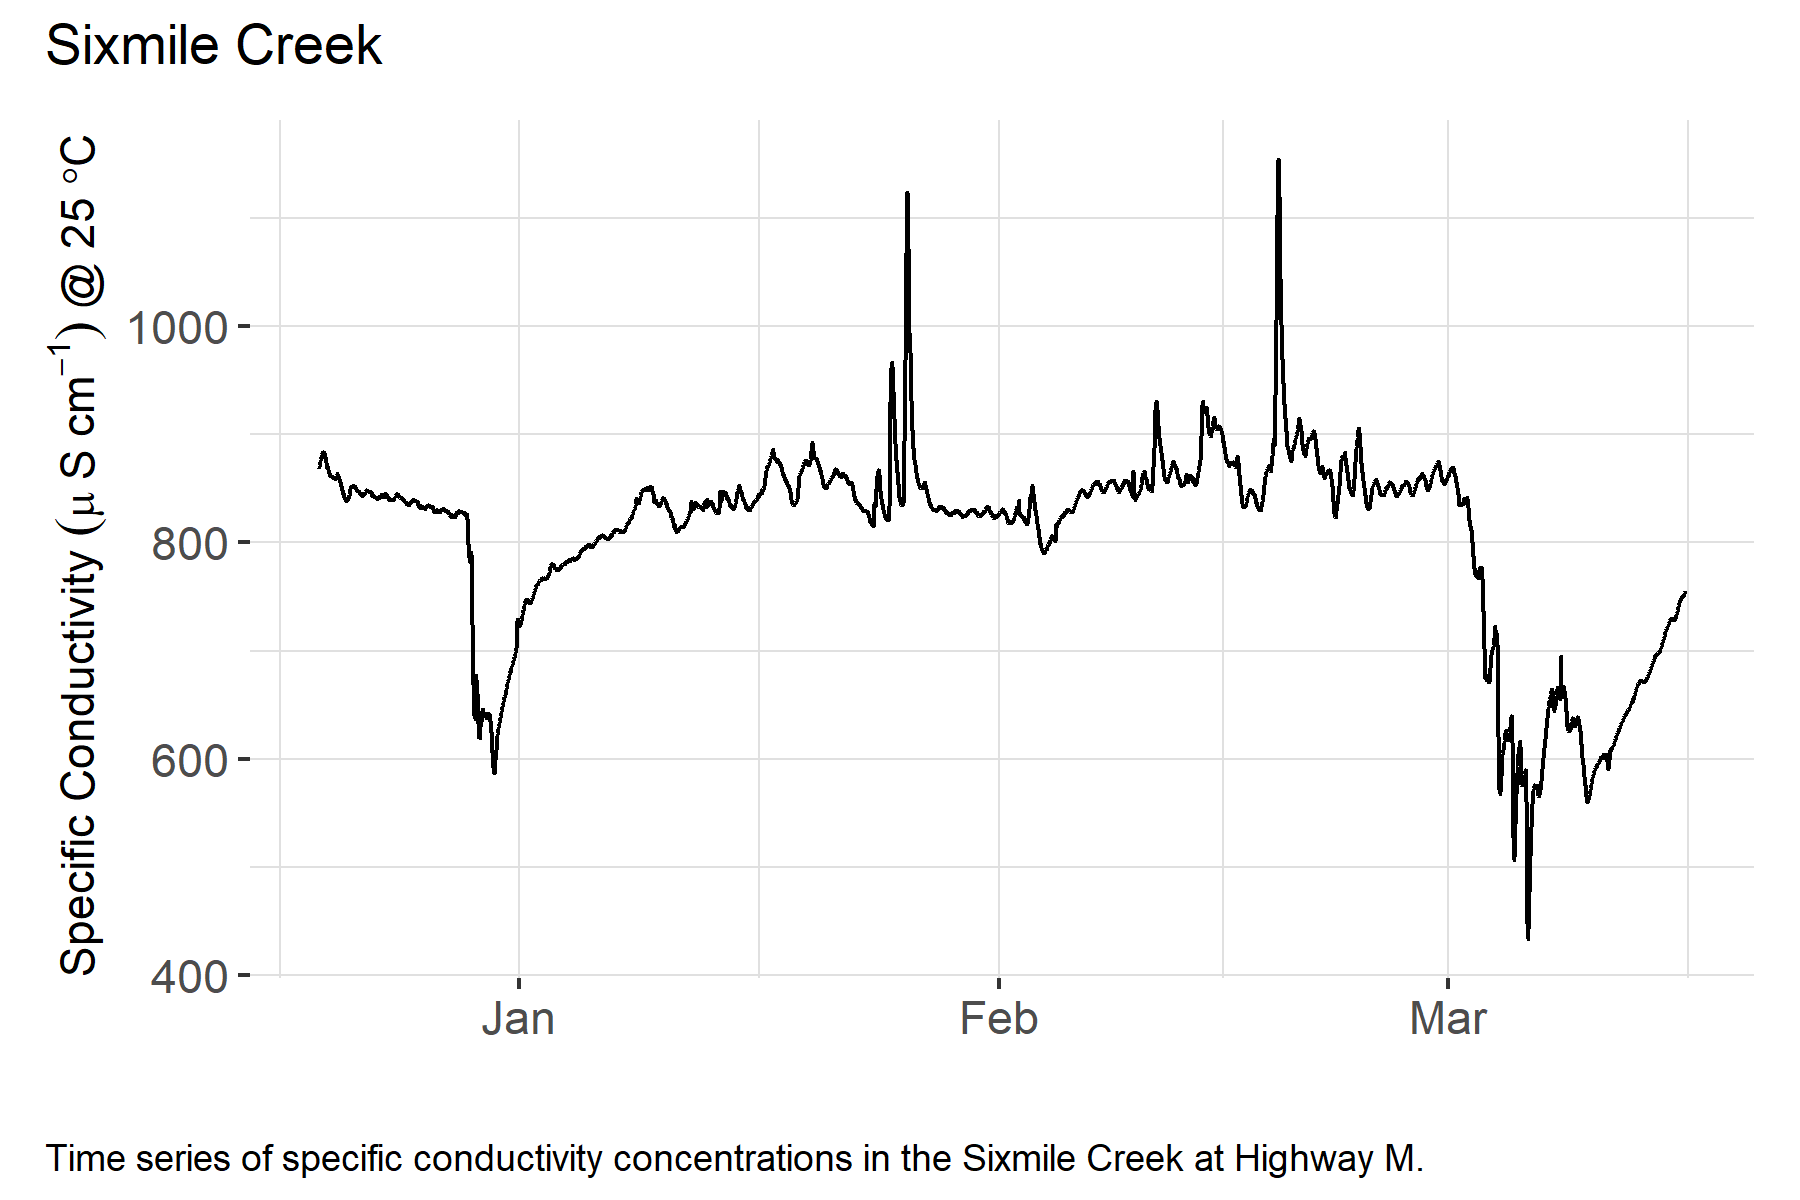 Sixmile Creek
Specific Conductivity (μ S cm⁻¹) @ 25 °C
1000
800
600
400
Jan Feb Mar
Time series of specific conductivity concentrations in the Sixmile Creek at Highway M.